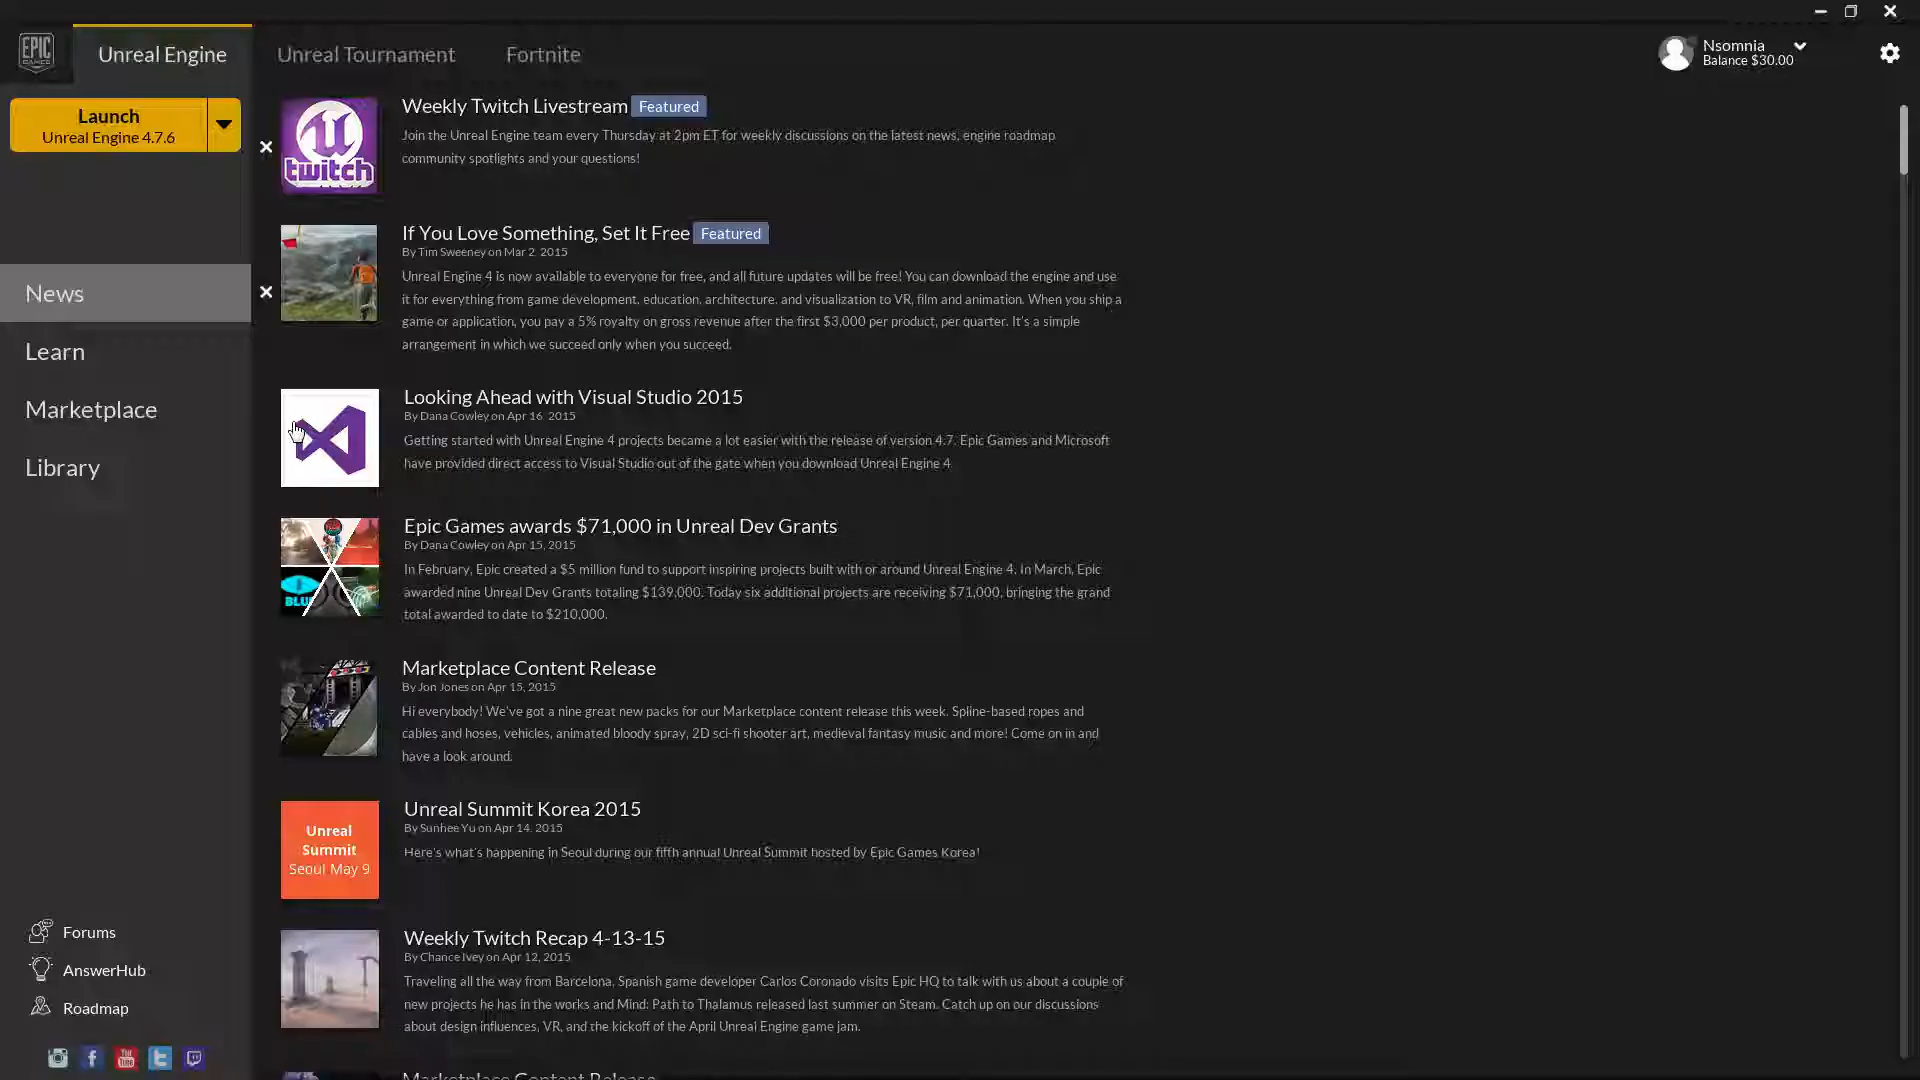 EPIC
GAMES
Unreal Engine
Unreal Tournament
Fortnite
Nsomnia
Balance $30.00
Launch
Unreal Engine 4.7.6
News
Learn
Marketplace
Library
Forums
AnswerHub
Roadmap
You
Tube
twitch
Weekly Twitch Livestream Featured
Join the Unreal Engine team every Thursday at 2pm ET for weekly discussions on the latest news, engine roadmap
community spotlights and your questions!
If You Love Something, Set It Free Featured
By Tim Sweeney on Mar 2, 2015
Unreal Engine 4 is now available to everyone for free, and all future updates will be free! You can download the engine and use
it for everything from game development, education, architecture, and visualization to VR, film and animation. When you ship a
game or application, you pay a 5% royalty on gross revenue after the first $3,000 per product, per quarter. It's a simple
arrangement in which we succeed only when you succeed.
Looking Ahead with Visual Studio 2015
By Dana Cowley on Apr 16, 2015
Getting started with Unreal Engine 4 projects became a lot easier with the release of version 4.7. Epic Games and Microsoft
have provided direct access to Visual Studio out of the gate when you download Unreal Engine 4
BLU
Epic Games awards $71,000 in Unreal Dev Grants
By Dana Cowley on Apr 15, 2015
In February, Epic created a $5 million fund to support inspiring projects built with or around Unreal Engine 4. In March, Epic
awarded nine Unreal Dev Grants totaling $139,000. Today six additional projects are receiving $71,000, bringing the grand
total awarded to date to $210,000.
Marketplace Content Release
By Jon Jones on Apr 15, 2015
Hi everybody! We've got a nine great new packs for our Marketplace content release this week. Spline-based ropes and
cables and hoses, vehicles, animated bloody spray, 2D sci-fi shooter art, medieval fantasy music and more! Come on in and
have a look around.
Unreal
Summit
Seoul May 9
Unreal Summit Korea 2015
By Sunhee Yu on Apr 14, 2015
Here's what's happening in Seoul during our fifth annual Unreal Summit hosted by Epic Games Korea!
Weekly Twitch Recap 4-13-15
By Chance Ivey on Apr 12, 2015
Traveling all the way from Barcelona, Spanish game developer Carlos Coronado visits Epic HQ to talk with us about a couple of
new projects he has in the works and Mind: Path to Thalamus released last summer on Steam. Catch up on our discussions
about design influences, VR, and the kickoff of the April Unreal Engine game jam.
Marketplace Content Release